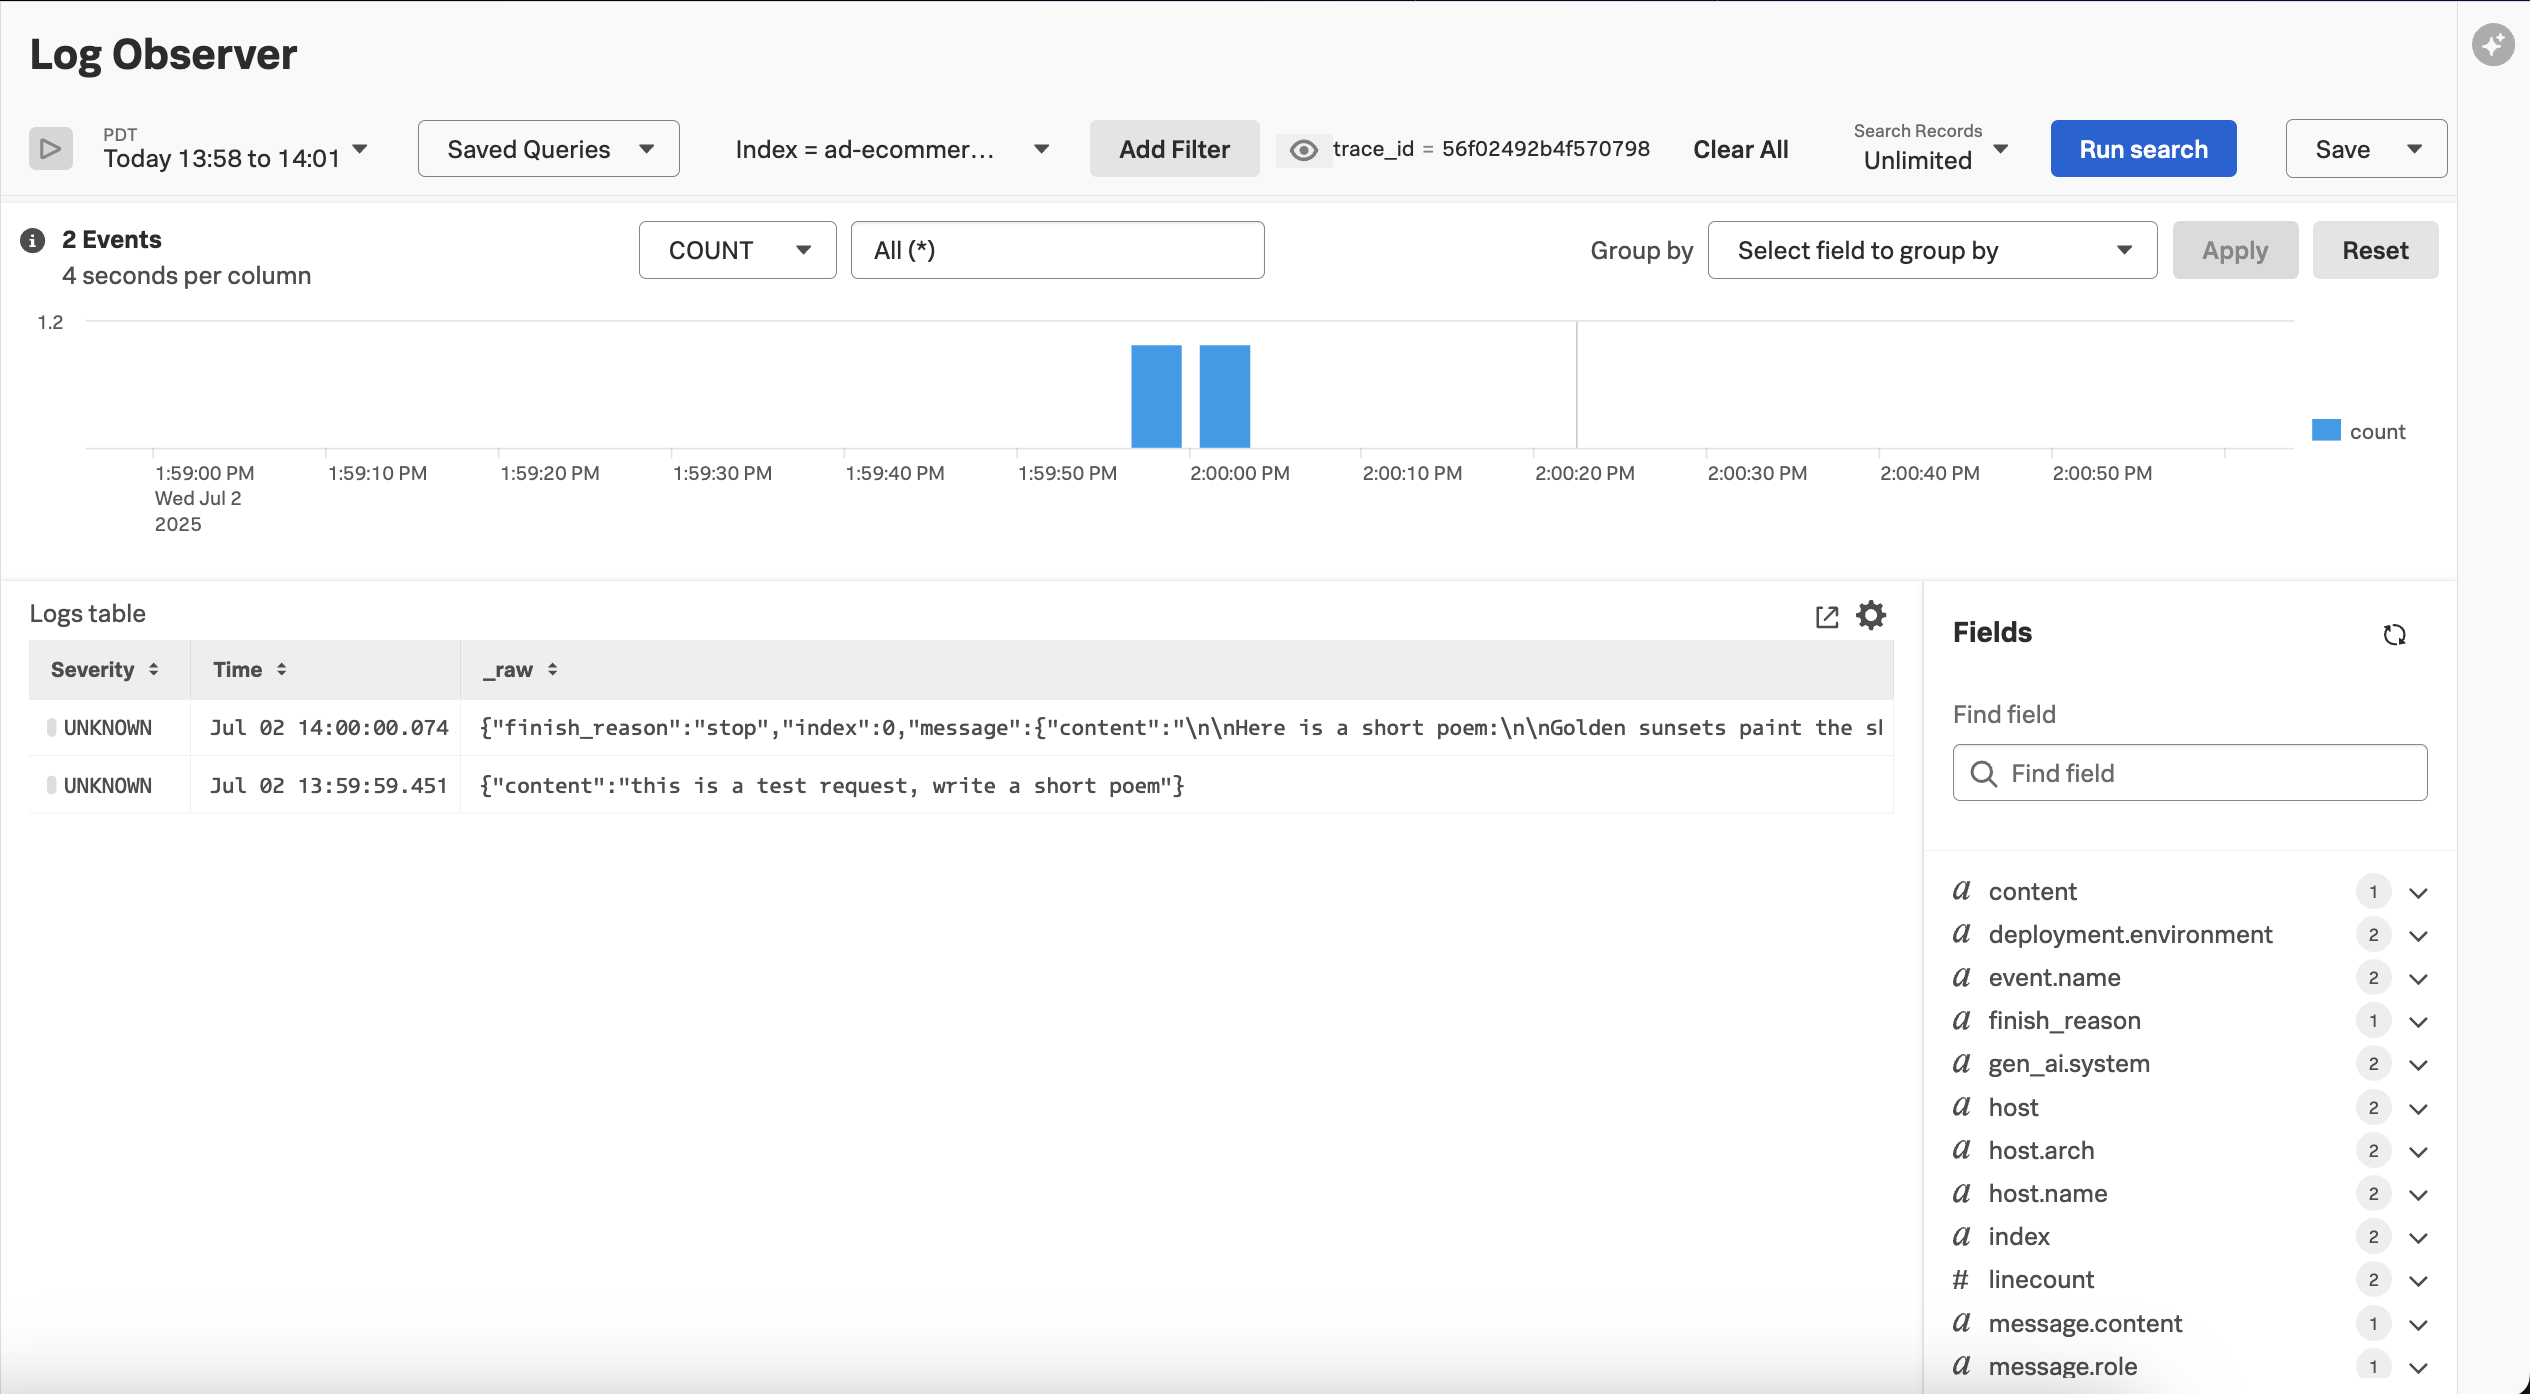 Log Observer
PDT
Today 13:58 to 14:01
Saved Queries
Index = ad-ecommer...
Add Filter
trace_id = 56f02492b4f570798
Clear All
Search Records
Unlimited
Run search
Save
2 Events
4 seconds per column
COUNT
All (*)
Group by
Select field to group by
Apply
Reset
1.2
count
1:59:00 PM
Wed Jul 2
2025
1:59:10 PM
1:59:20 PM
1:59:30 PM
1:59:40 PM
1:59:50 PM
2:00:00 PM
2:00:10 PM
2:00:20 PM
2:00:30 PM
2:00:40 PM
2:00:50 PM
Logs table
Severity Time _raw
UNKNOWN Jul 02 14:00:00.074 {"finish_reason":"stop","index":0,"message":{"content":"\n\nHere is a short poem:\n\nGolden sunsets paint the
UNKNOWN Jul 02 13:59:59.451 {"content":"this is a test request, write a short poem"}
Fields
Find field
Find field
content 1
deployment.environment 2
event.name 2
finish_reason 1
gen_ai.system 2
host 2
host.arch 2
host.name 2
index 2
# linecount 2
message.content 1
message.role 1